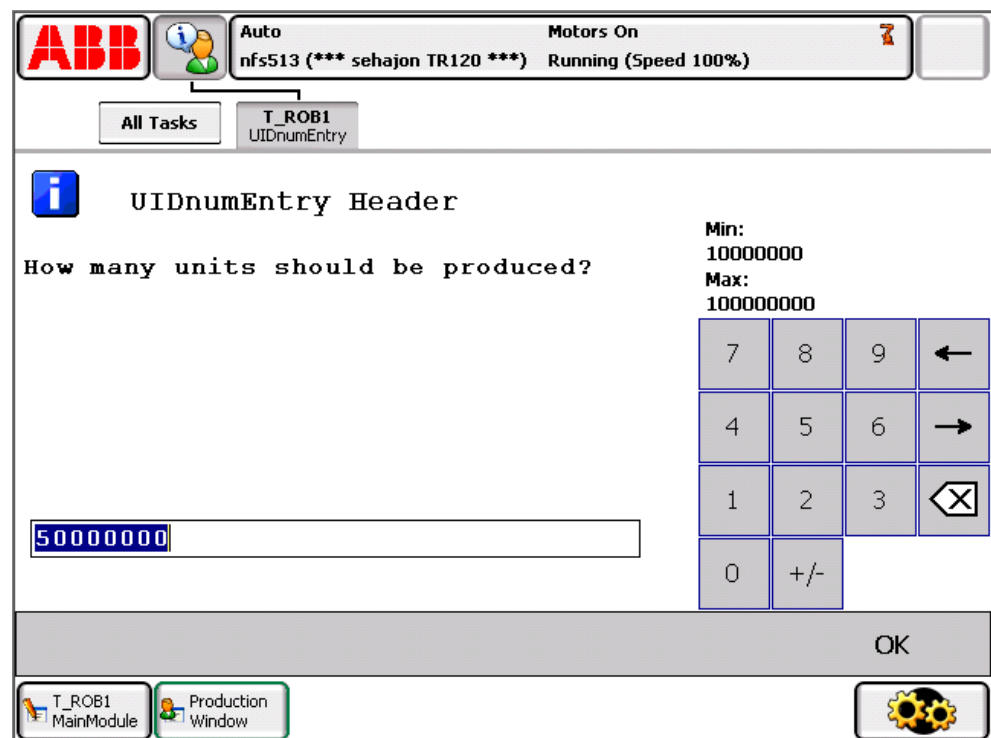 ABB
Auto
Motors On
nfs513 (*** sehajon TR120 ***)
Running (Speed 100%)
All Tasks
T_ROB1
UIDnumEntry
i
UIDnumEntry Header
How many units should be produced?
Min:
10000000
Max:
100000000
7 8 9 ←
4 5 6 →
1 2 3
50000000
0 +/-
OK
T_ROB1
MainModule
Production
Window